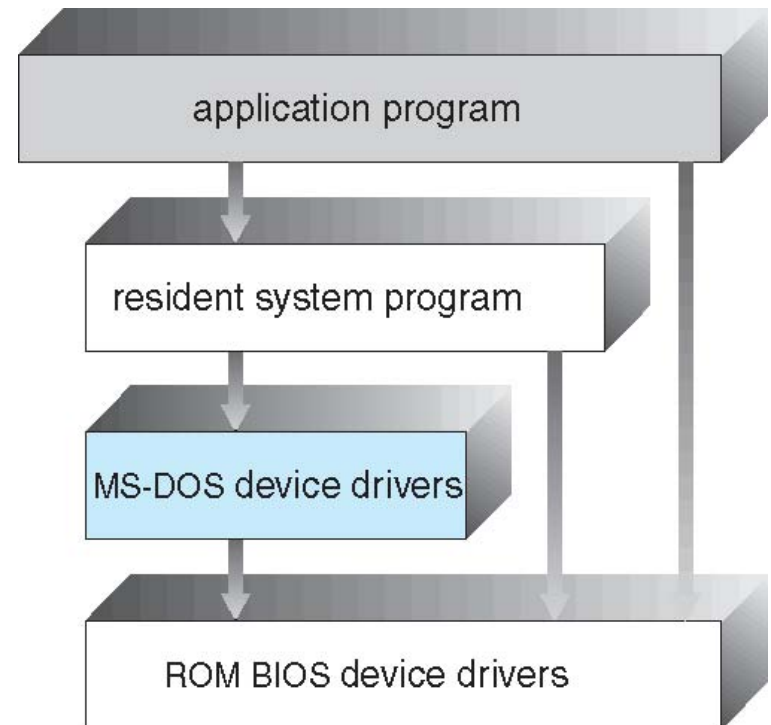 application program
resident system program
MS-DOS device drivers
ROM BIOS device drivers